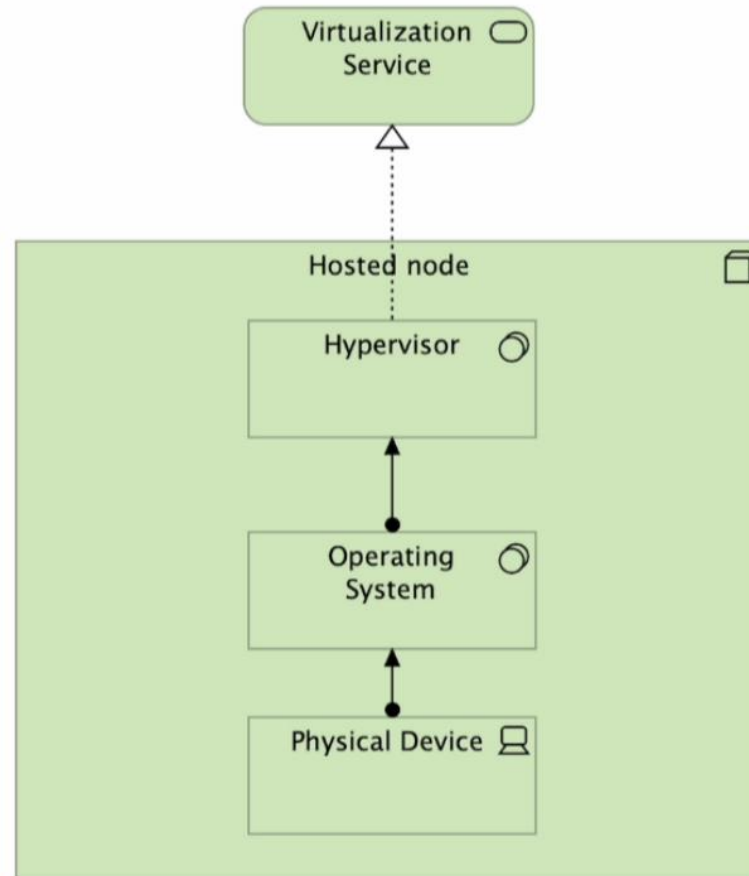 Virtualization
Service
Hosted node
Hypervisor
Operating
System
Physical Device